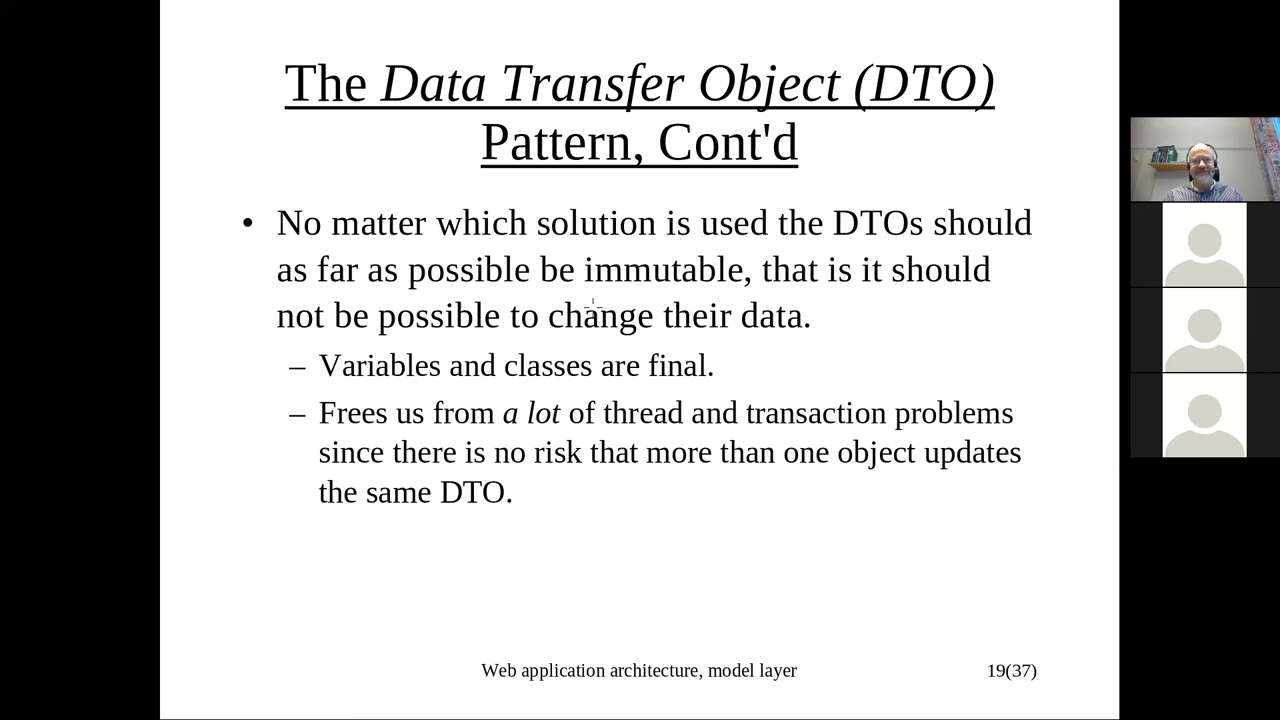 The Data Transfer Object (DTO)
Pattern, Cont'd
• No matter which solution is used the DTOs should
as far as possible be immutable, that is it should
not be possible to change their data.
– Variables and classes are final.
– Frees us from a lot of thread and transaction problems
since there is no risk that more than one object updates
the same DTO.
Web application architecture, model layer
19(37)